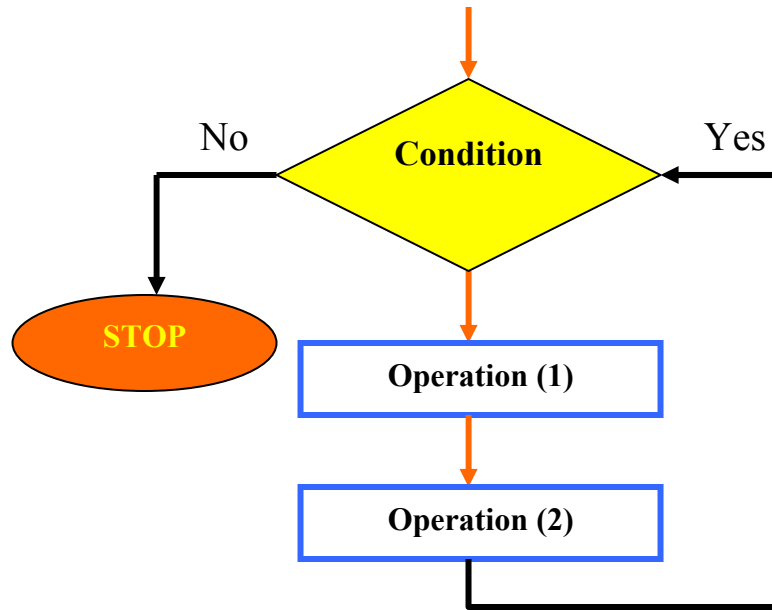 No
Condition
Yes
STOP
Operation (1)
Operation (2)